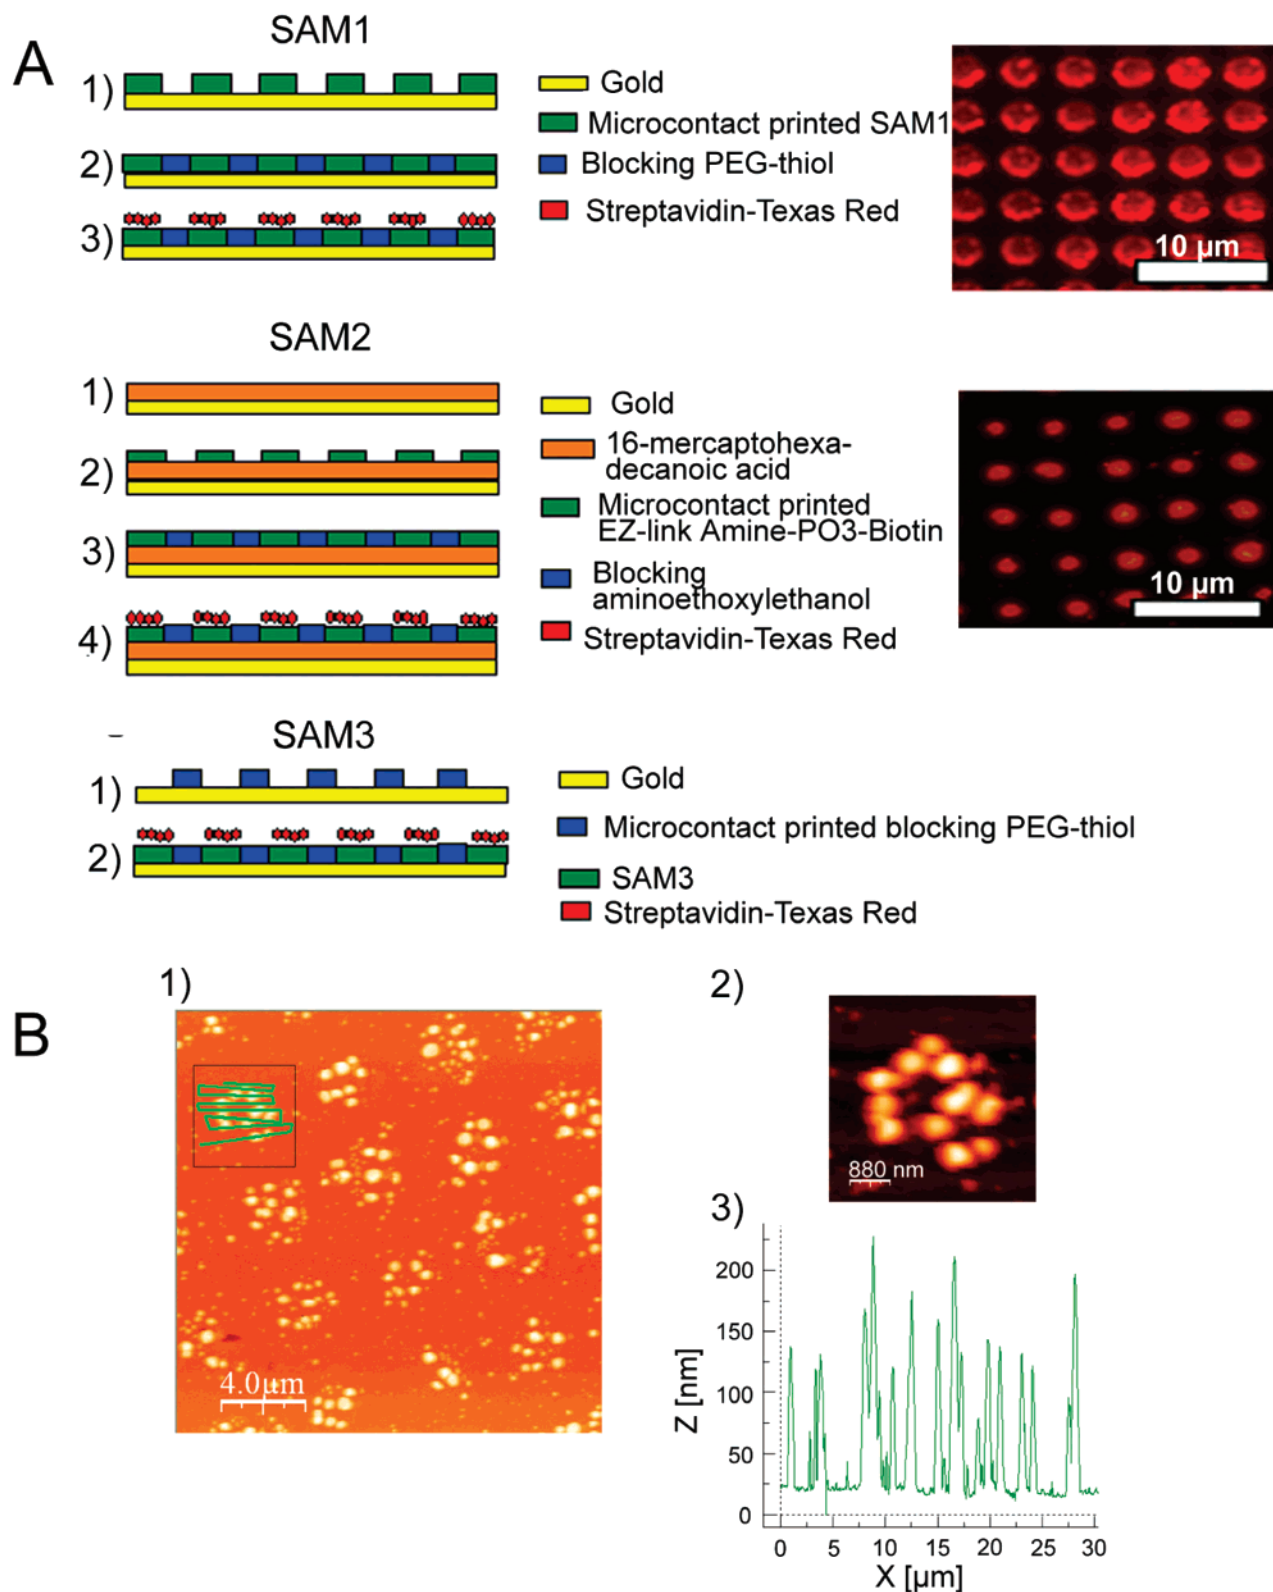 A
SAM1
1)
2)
3)
Gold
Microcontact printed SAM1
Blocking PEG-thiol
Streptavidin-Texas Red
10 µm
SAM2
1)
2)
3)
4)
Gold
16-mercaptohexa-
decanoic acid
Microcontact printed
EZ-link Amine-PO3-Biotin
Blocking
aminoethoxylethanol
Streptavidin-Texas Red
10 µm
SAM3
1)
2)
Gold
Microcontact printed blocking PEG-thiol
SAM3
Streptavidin-Texas Red
B
1)
4.0µm
2)
880 nm
3)
Z [nm]
200
150
100
50
0
0 5 10 15 20 25 30
X [µm]